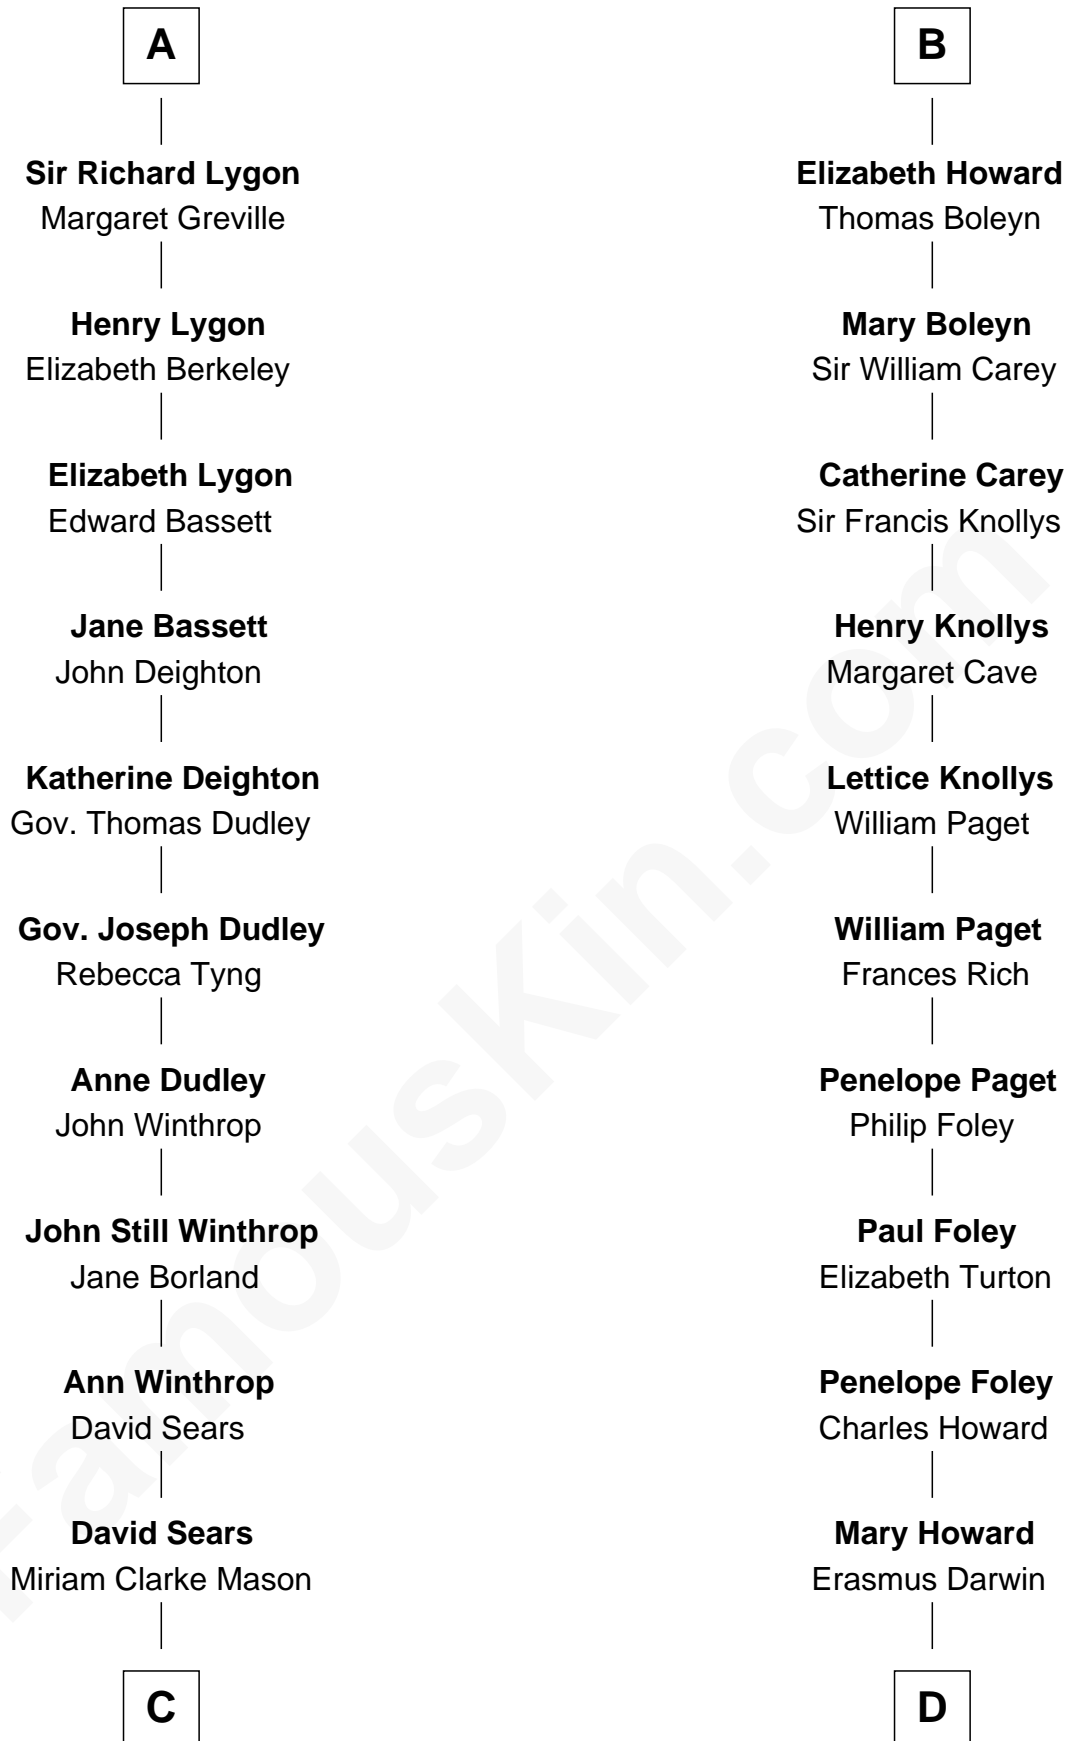 A
Sir Richard Lygon
Margaret Greville
Henry Lygon
Elizabeth Berkeley
Elizabeth Lygon
Edward Bassett
Jane Bassett
John Deighton
Katherine Deighton
Gov. Thomas Dudley
Gov. Joseph Dudley
Rebecca Tyng
Anne Dudley
John Winthrop
John Still Winthrop
Jane Borland
Ann Winthrop
David Sears
David Sears
Miriam Clarke Mason
C
B
Elizabeth Howard
Thomas Boleyn
Mary Boleyn
Sir William Carey
Catherine Carey
Sir Francis Knollys
Henry Knollys
Margaret Cave
Lettice Knollys
William Paget
William Paget
Frances Rich
Penelope Paget
Philip Foley
Paul Foley
Elizabeth Turton
Penelope Foley
Charles Howard
Mary Howard
Erasmus Darwin
D
FamousKin.com